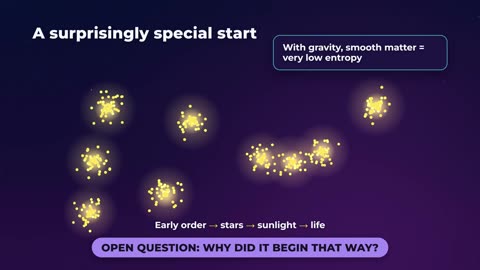 A surprisingly special start
With gravity, smooth matter =
very low entropy
Early order → stars → sunlight → life
OPEN QUESTION: WHY DID IT BEGIN THAT WAY?